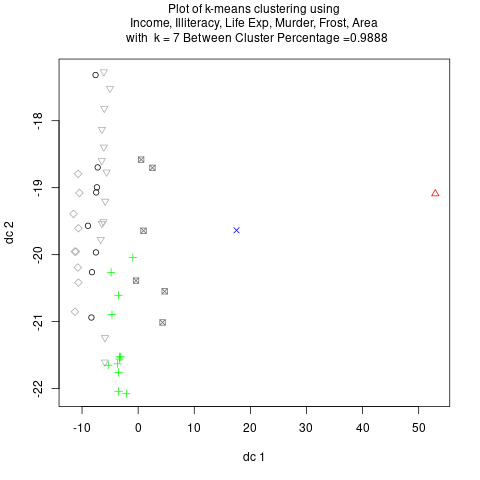 Plot of k-means clustering using
Income, Illiteracy, Life Exp, Murder, Frost, Area
with k = 7 Between Cluster Percentage =0.9888
dc 2
-18
-19
-20
-21
-22
-10 0 10 20 30 40 50
dc 1